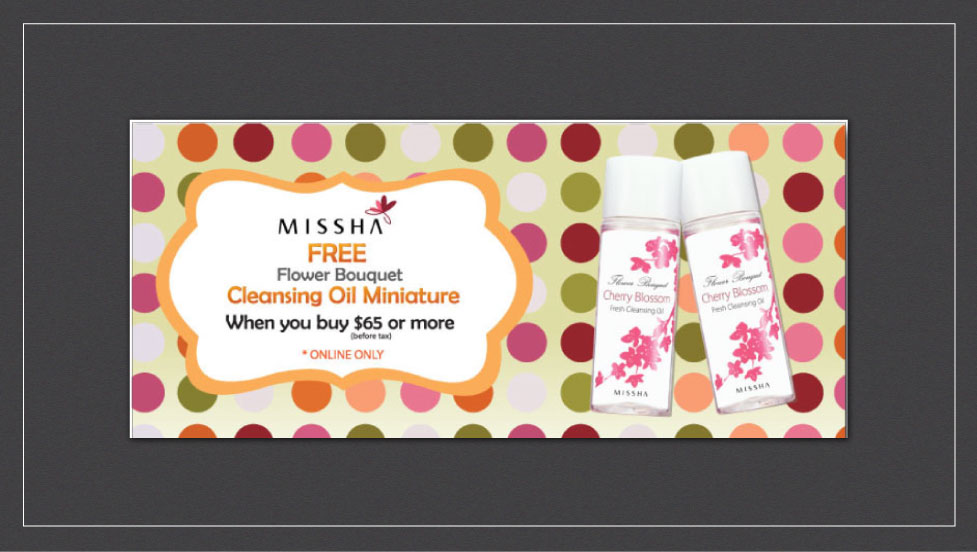 MISSHA
FREE
Flower Bouquet
Cleansing Oil Miniature
When you buy $65 or more
(before tax)
* ONLINE ONLY
Flower Bouquet
Cherry Blossom
Fresh Cleansing Oil
MISSHA
Flower Bouquet
Cherry Blossom
Fresh Cleansing Oil
MISSHA